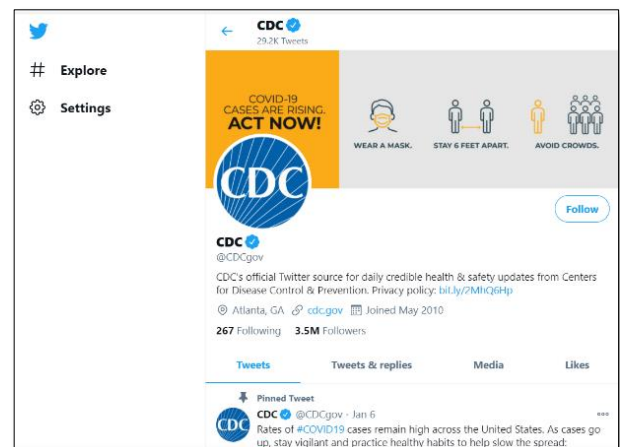 CDC
29.2K Tweets
# Explore
Settings
COVID-19
CASES ARE RISING.
ACT NOW!
WEAR A MASK.
STAY 6 FEET APART.
AVOID CROWDS.
CDC
Follow
CDC
@CDCgov
CDC's official Twitter source for daily credible health & safety updates from Centers
for Disease Control & Prevention. Privacy policy: bit.ly/2MhQ6Hp
Atlanta, GA cdc.gov Joined May 2010
267 Following 3.5M Followers
Tweets Tweets & replies Media Likes
Pinned Tweet
CDC @CDCgov · Jan 6
CDC
Rates of #COVID19 cases remain high across the United States. As cases go
up, stay vigilant and practice healthy habits to help slow the spread: